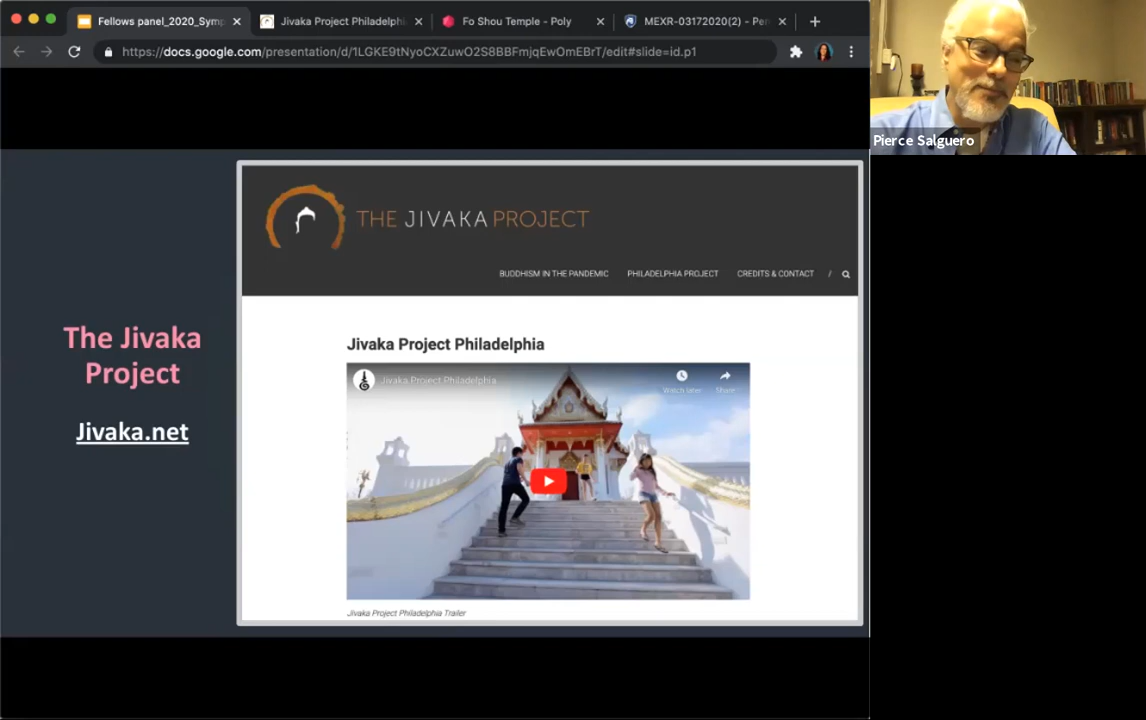 Fellows panel_2020_Symp
Jivaka Project Philadelphi
Fo Shou Temple - Poly
MEXR-03172020(2) - Per
https://docs.google.com/presentation/d/1LGKE9tNyoCXZuwO2S8BBFmjqEwOmEBrT/edit#slide=id.p1
Pierce Salguero
THE JIVAKA PROJECT
BUDDHISM IN THE PANDEMIC
PHILADELPHIA PROJECT
CREDITS & CONTACT
/
The Jivaka
Project
Jivaka.net
Jivaka Project Philadelphia
Jivaka Project Philadelphia
Watch later
Share
Jivaka Project Philadelphia Trailer